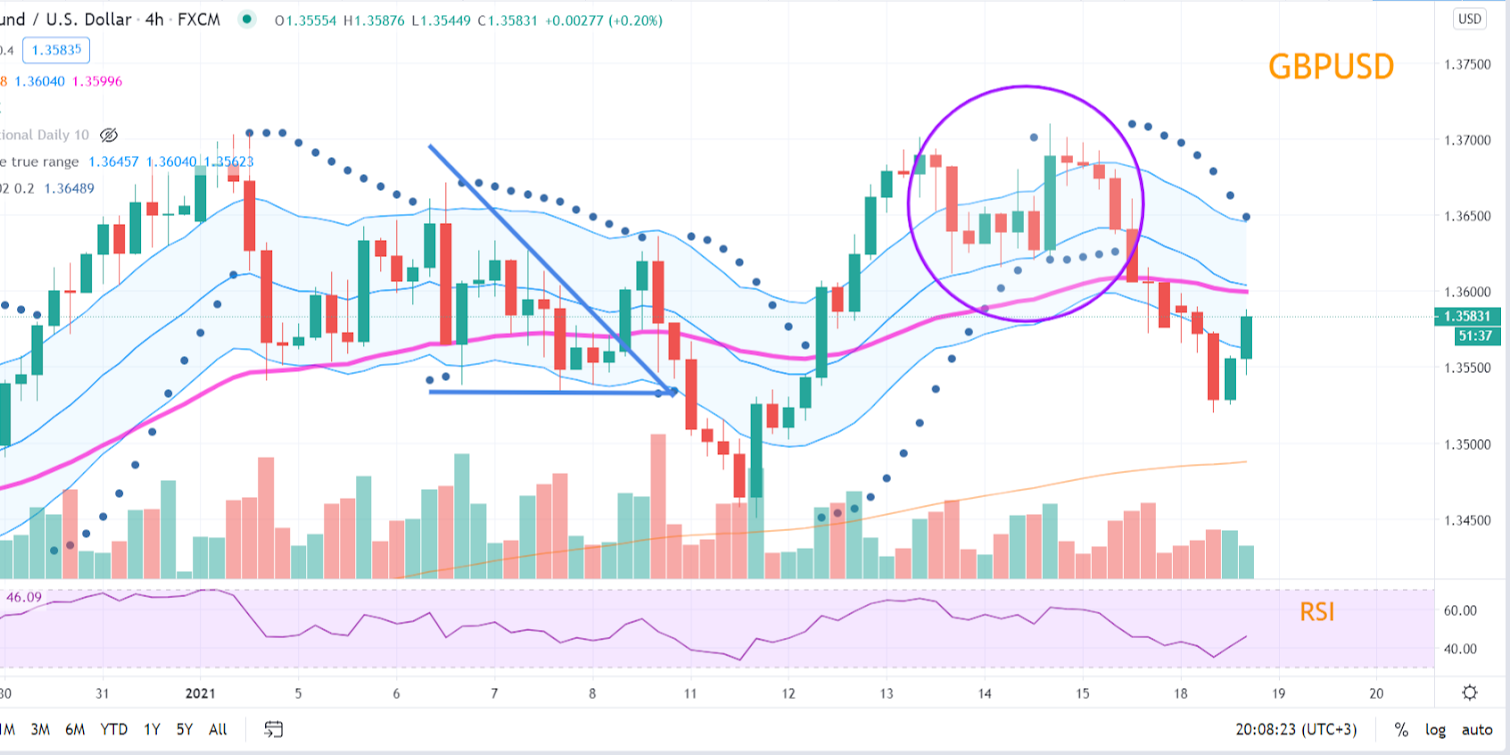 und / U.S. Dollar · 4h · FXCM O1.35554 H1.35876 L1.35449 C1.35831 +0.00277 (+0.20%)
USD
0.4 1.35835
GBPUSD
8 1.36040 1.35996
tional Daily 10
e true range 1.36457 1.36040 1.35623
02 0.2 1.36489
1.37500
1.37000
1.36500
1.36000
1.35831
51:37
1.35500
1.35000
1.34500
46.09
RSI
60.00
40.00
30 31 2021 5 6 7 8 11 12 13 14 15 18 19 20
1M 3M 6M YTD 1Y 5Y All 20:08:23 (UTC+3) % log auto